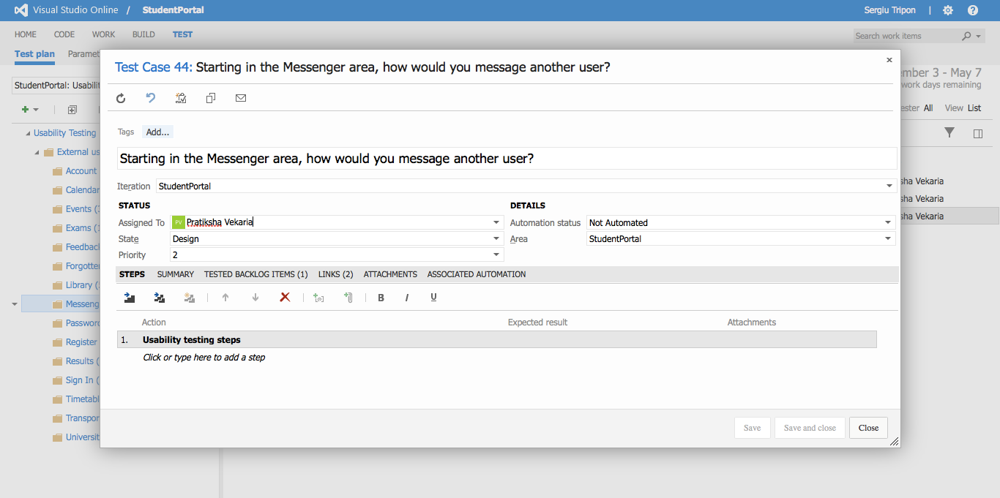 Visual Studio Online / StudentPortal Sergiu Tripon |
HOME CODE WORK BUILD TEST Search work items
Test plan Paramet
Test Case 44: Starting in the Messenger area, how would you message another user?
mber 3 - May 7
StudentPortal: Usabilit work days remaining
ester All View List
Tags Add...
Usability Testing
External us
Starting in the Messenger area, how would you message another user?
Account
Iteration StudentPortal
Calendar
sha Vekaria
sha Vekaria
sha Vekaria
STATUS DETAILS
Events (
Assigned To PV Pratiksha Vekaria Automation status Not Automated
Exams (
State Design Area StudentPortal
Feedbac
Priority 2
Forgotte
STEPS SUMMARY TESTED BACKLOG ITEMS (1) LINKS (2) ATTACHMENTS ASSOCIATED AUTOMATION
Library (
B I U
Messeng
Password
Action Expected result Attachments
Register
1. Usability testing steps
Click or type here to add a step
Results (
Sign In (
Timetabl
Transpor
Universit
Save Save and close Close